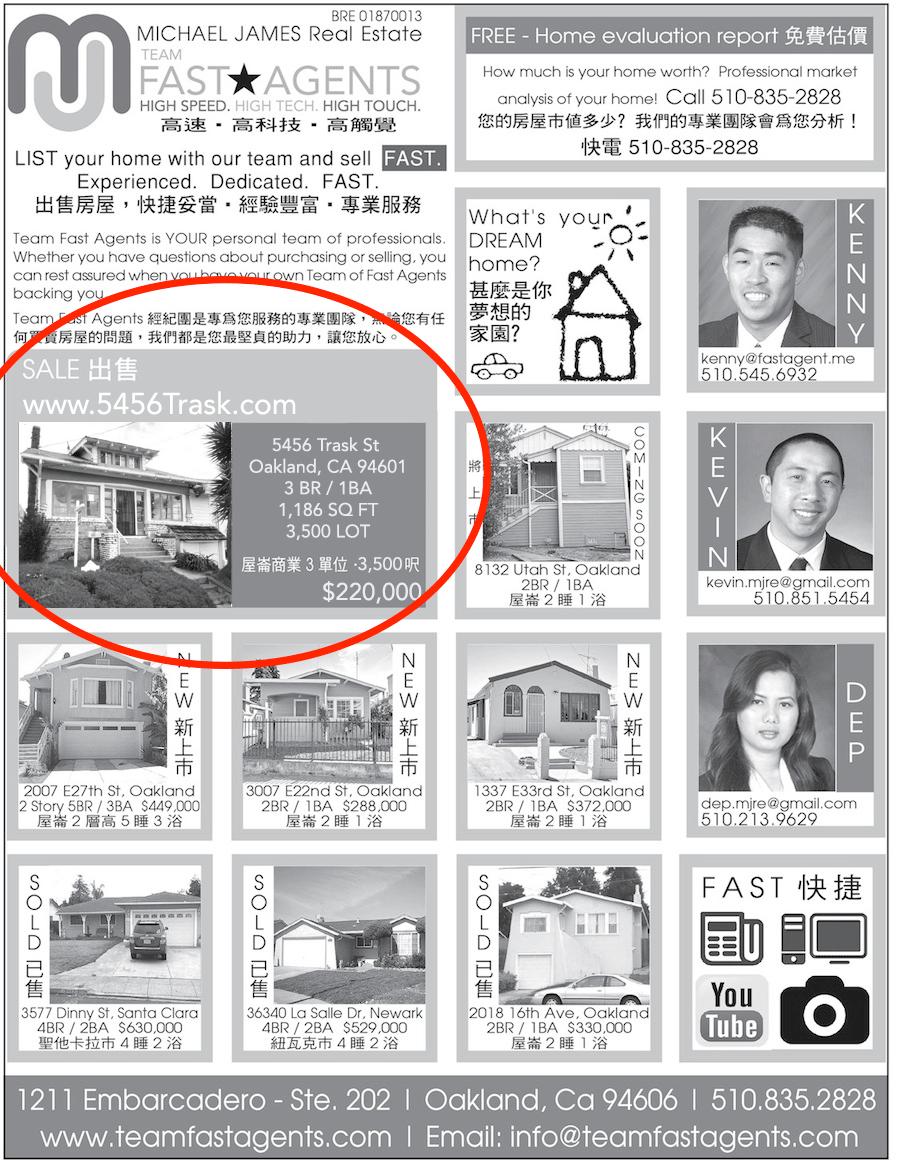 BRE 01870013
MICHAEL JAMES Real Estate
TEAM
FAST★AGENTS
HIGH SPEED. HIGH TECH. HIGH TOUCH.
高速・高科技・高觸覺
LIST your home with our team and sell FAST.
Experienced. Dedicated. FAST.
出售房屋，快捷妥當・經驗豐富・專業服務
Team Fast Agents is YOUR personal team of professionals.
Whether you have questions about purchasing or selling, you
can rest assured when you have your own Team of Fast Agents
backing you
Team Fast Agents 經紀團是專爲您服務的專業團隊，無論您有任
何買賣房屋的問題，我們都是您最堅貞的助力，讓您放心。
FREE - Home evaluation report 免費估價
How much is your home worth? Professional market
analysis of your home! Call 510-835-2828
您的房屋市值多少? 我們的專業團隊會爲您分析！
快電 510-835-2828
What's your
DREAM
home?
甚麼是你
夢想的
家園?
KENNY
kenny@fastagent.me
510.545.6932
SALE 出售
www.5456Trask.com
5456 Trask St
Oakland, CA 94601
3 BR / 1BA
1,186 SQ FT
3,500 LOT
屋崙商業3單位·3,500呎
$220,000
將上市
COMING SOON
8132 Utah St, Oakland
2BR / 1BA
屋崙2睡1浴
KEVIN
kevin.mjre@gmail.com
510.851.5454
NEW 新上市
2007 E27th St, Oakland
2 Story 5BR / 3BA $449,000
屋崙2層高5睡3浴
NEW 新上市
3007 E22nd St, Oakland
2BR / 1BA $288,000
屋崙2睡1浴
NEW 新上市
1337 E33rd St, Oakland
2BR / 1BA $372,000
屋崙2睡1浴
DEP
dep.mjre@gmail.com
510.213.9629
SOLD 已售
3577 Dinny St, Santa Clara
4BR / 2BA $630,000
聖他卡拉市4睡2浴
SOLD 已售
36340 La Salle Dr, Newark
4BR / 2BA $529,000
紐瓦克市4睡2浴
SOLD 已售
2018 16th Ave, Oakland
2BR / 1BA $330,000
屋崙2睡1浴
FAST 快捷
You
Tube
1211 Embarcadero - Ste. 202 | Oakland, Ca 94606 | 510.835.2828
www.teamfastagents.com | Email: info@teamfastagents.com